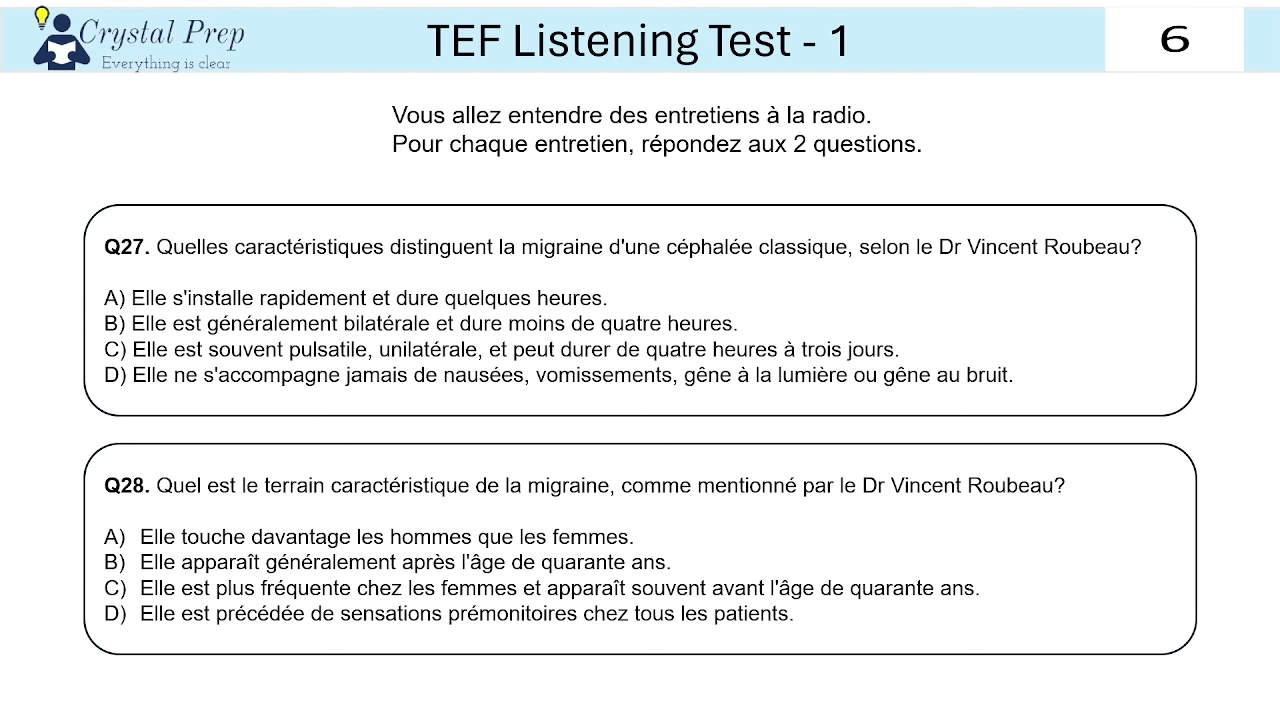 Crystal Prep
Everything is clear
TEF Listening Test - 1
6
Vous allez entendre des entretiens à la radio.
Pour chaque entretien, répondez aux 2 questions.
Q27. Quelles caractéristiques distinguent la migraine d'une céphalée classique, selon le Dr Vincent Roubeau?
A) Elle s'installe rapidement et dure quelques heures.
B) Elle est généralement bilatérale et dure moins de quatre heures.
C) Elle est souvent pulsatile, unilatérale, et peut durer de quatre heures à trois jours.
D) Elle ne s'accompagne jamais de nausées, vomissements, gêne à la lumière ou gêne au bruit.
Q28. Quel est le terrain caractéristique de la migraine, comme mentionné par le Dr Vincent Roubeau?
A) Elle touche davantage les hommes que les femmes.
B) Elle apparaît généralement après l'âge de quarante ans.
C) Elle est plus fréquente chez les femmes et apparaît souvent avant l'âge de quarante ans.
D) Elle est précédée de sensations prémonitoires chez tous les patients.